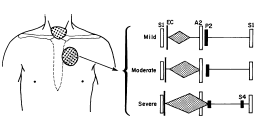 S1 EC A2 P2 S1
Mild
Moderate
Severe
S4